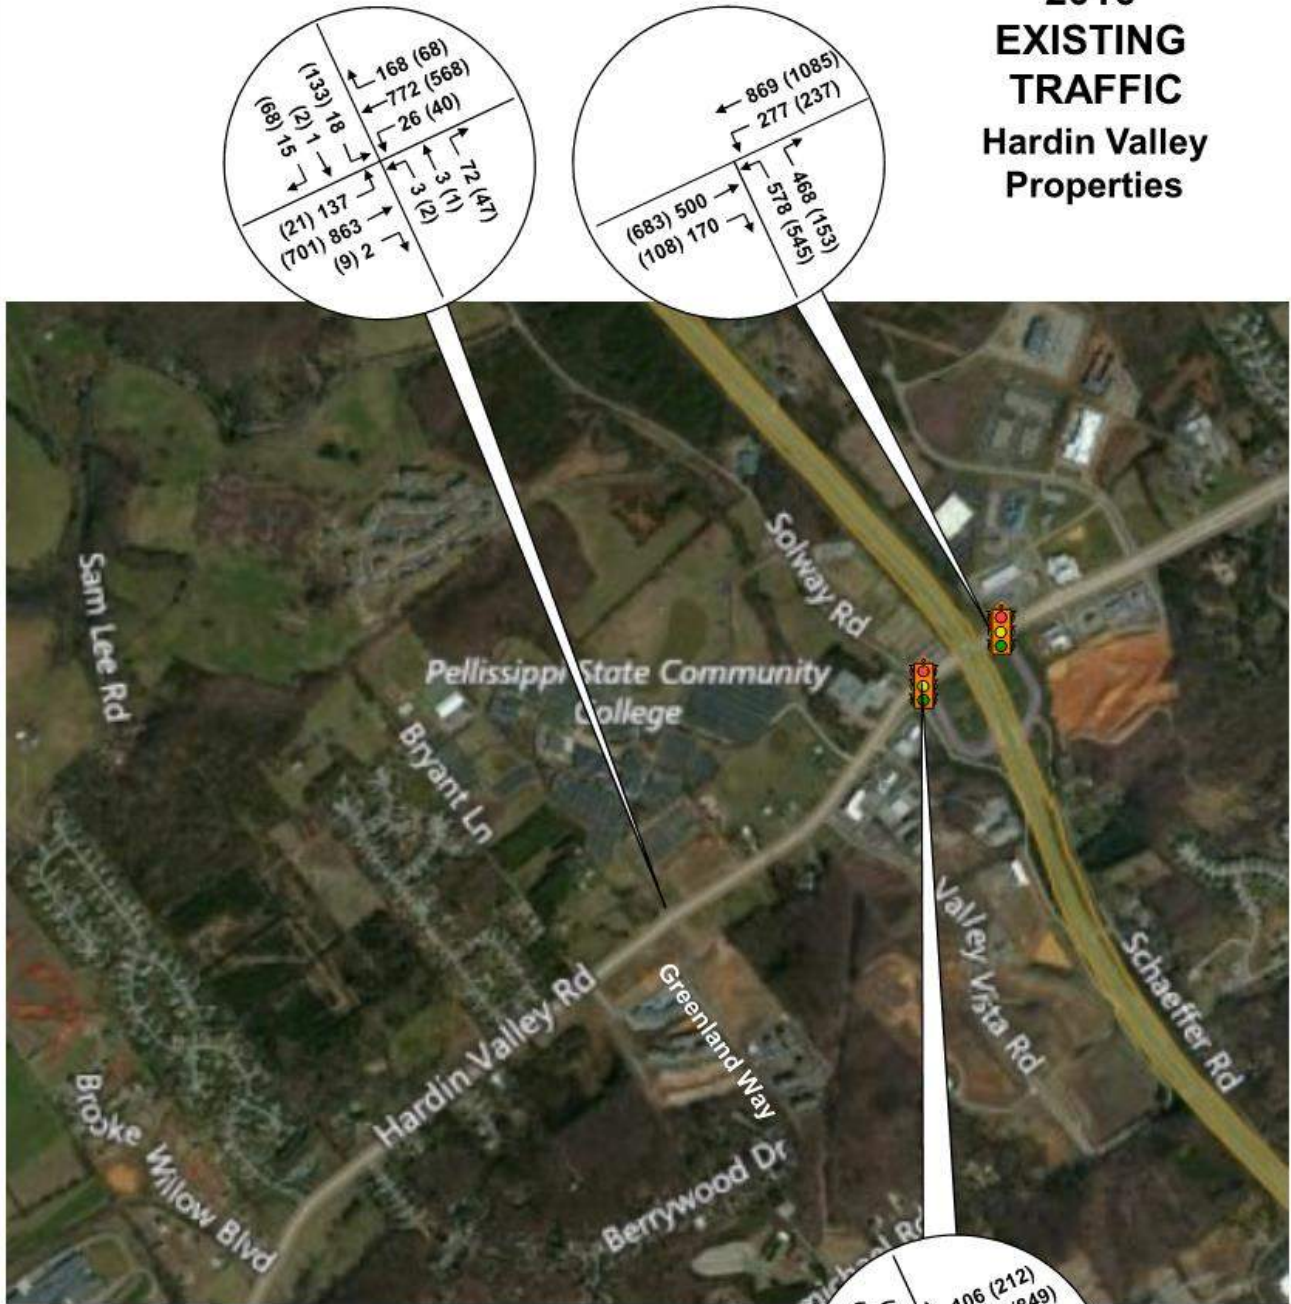 EXISTING
TRAFFIC
Hardin Valley
Properties
168 (68)
772 (568)
26 (40)
(133) 18
(2) 1
(68) 15
(21) 137
(701) 863
(9) 2
3 (2)
3 (1)
72 (47)
869 (1085)
277 (237)
(683) 500
(108) 170
578 (545)
468 (153)
Solway Rd
Sam Lee Rd
Pellissippi State Community
College
Bryant Ln
Valley Vista Rd
Schaeffer Rd
Greenland Way
Hardin Valley Rd
Brooke Willow Blvd
Berrywood Dr
106 (212)